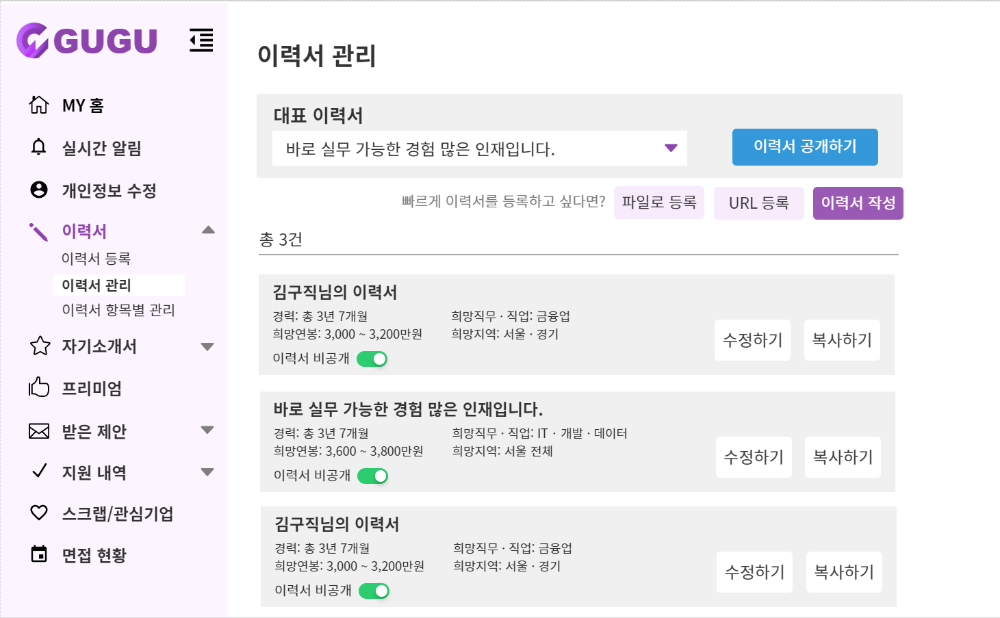 GUGU
MY 홈
실시간 알림
개인정보 수정
이력서
이력서 등록
이력서 관리
이력서 항목별 관리
자기소개서
프리미엄
받은 제안
지원 내역
스크랩/관심기업
면접 현황
이력서 관리
대표 이력서
바로 실무 가능한 경험 많은 인재입니다.
이력서 공개하기
빠르게 이력서를 등록하고 싶다면?
파일로 등록
URL 등록
이력서 작성
총 3건
김구직님의 이력서
경력: 총 3년 7개월
희망직무 · 직업: 금융업
희망연봉: 3,000 ~ 3,200만원
희망지역: 서울 · 경기
이력서 비공개
수정하기
복사하기
바로 실무 가능한 경험 많은 인재입니다.
경력: 총 3년 7개월
희망직무 · 직업: IT · 개발 · 데이터
희망연봉: 3,600 ~ 3,800만원
희망지역: 서울 전체
이력서 비공개
수정하기
복사하기
김구직님의 이력서
경력: 총 3년 7개월
희망직무 · 직업: 금융업
희망연봉: 3,000 ~ 3,200만원
희망지역: 서울 · 경기
이력서 비공개
수정하기
복사하기